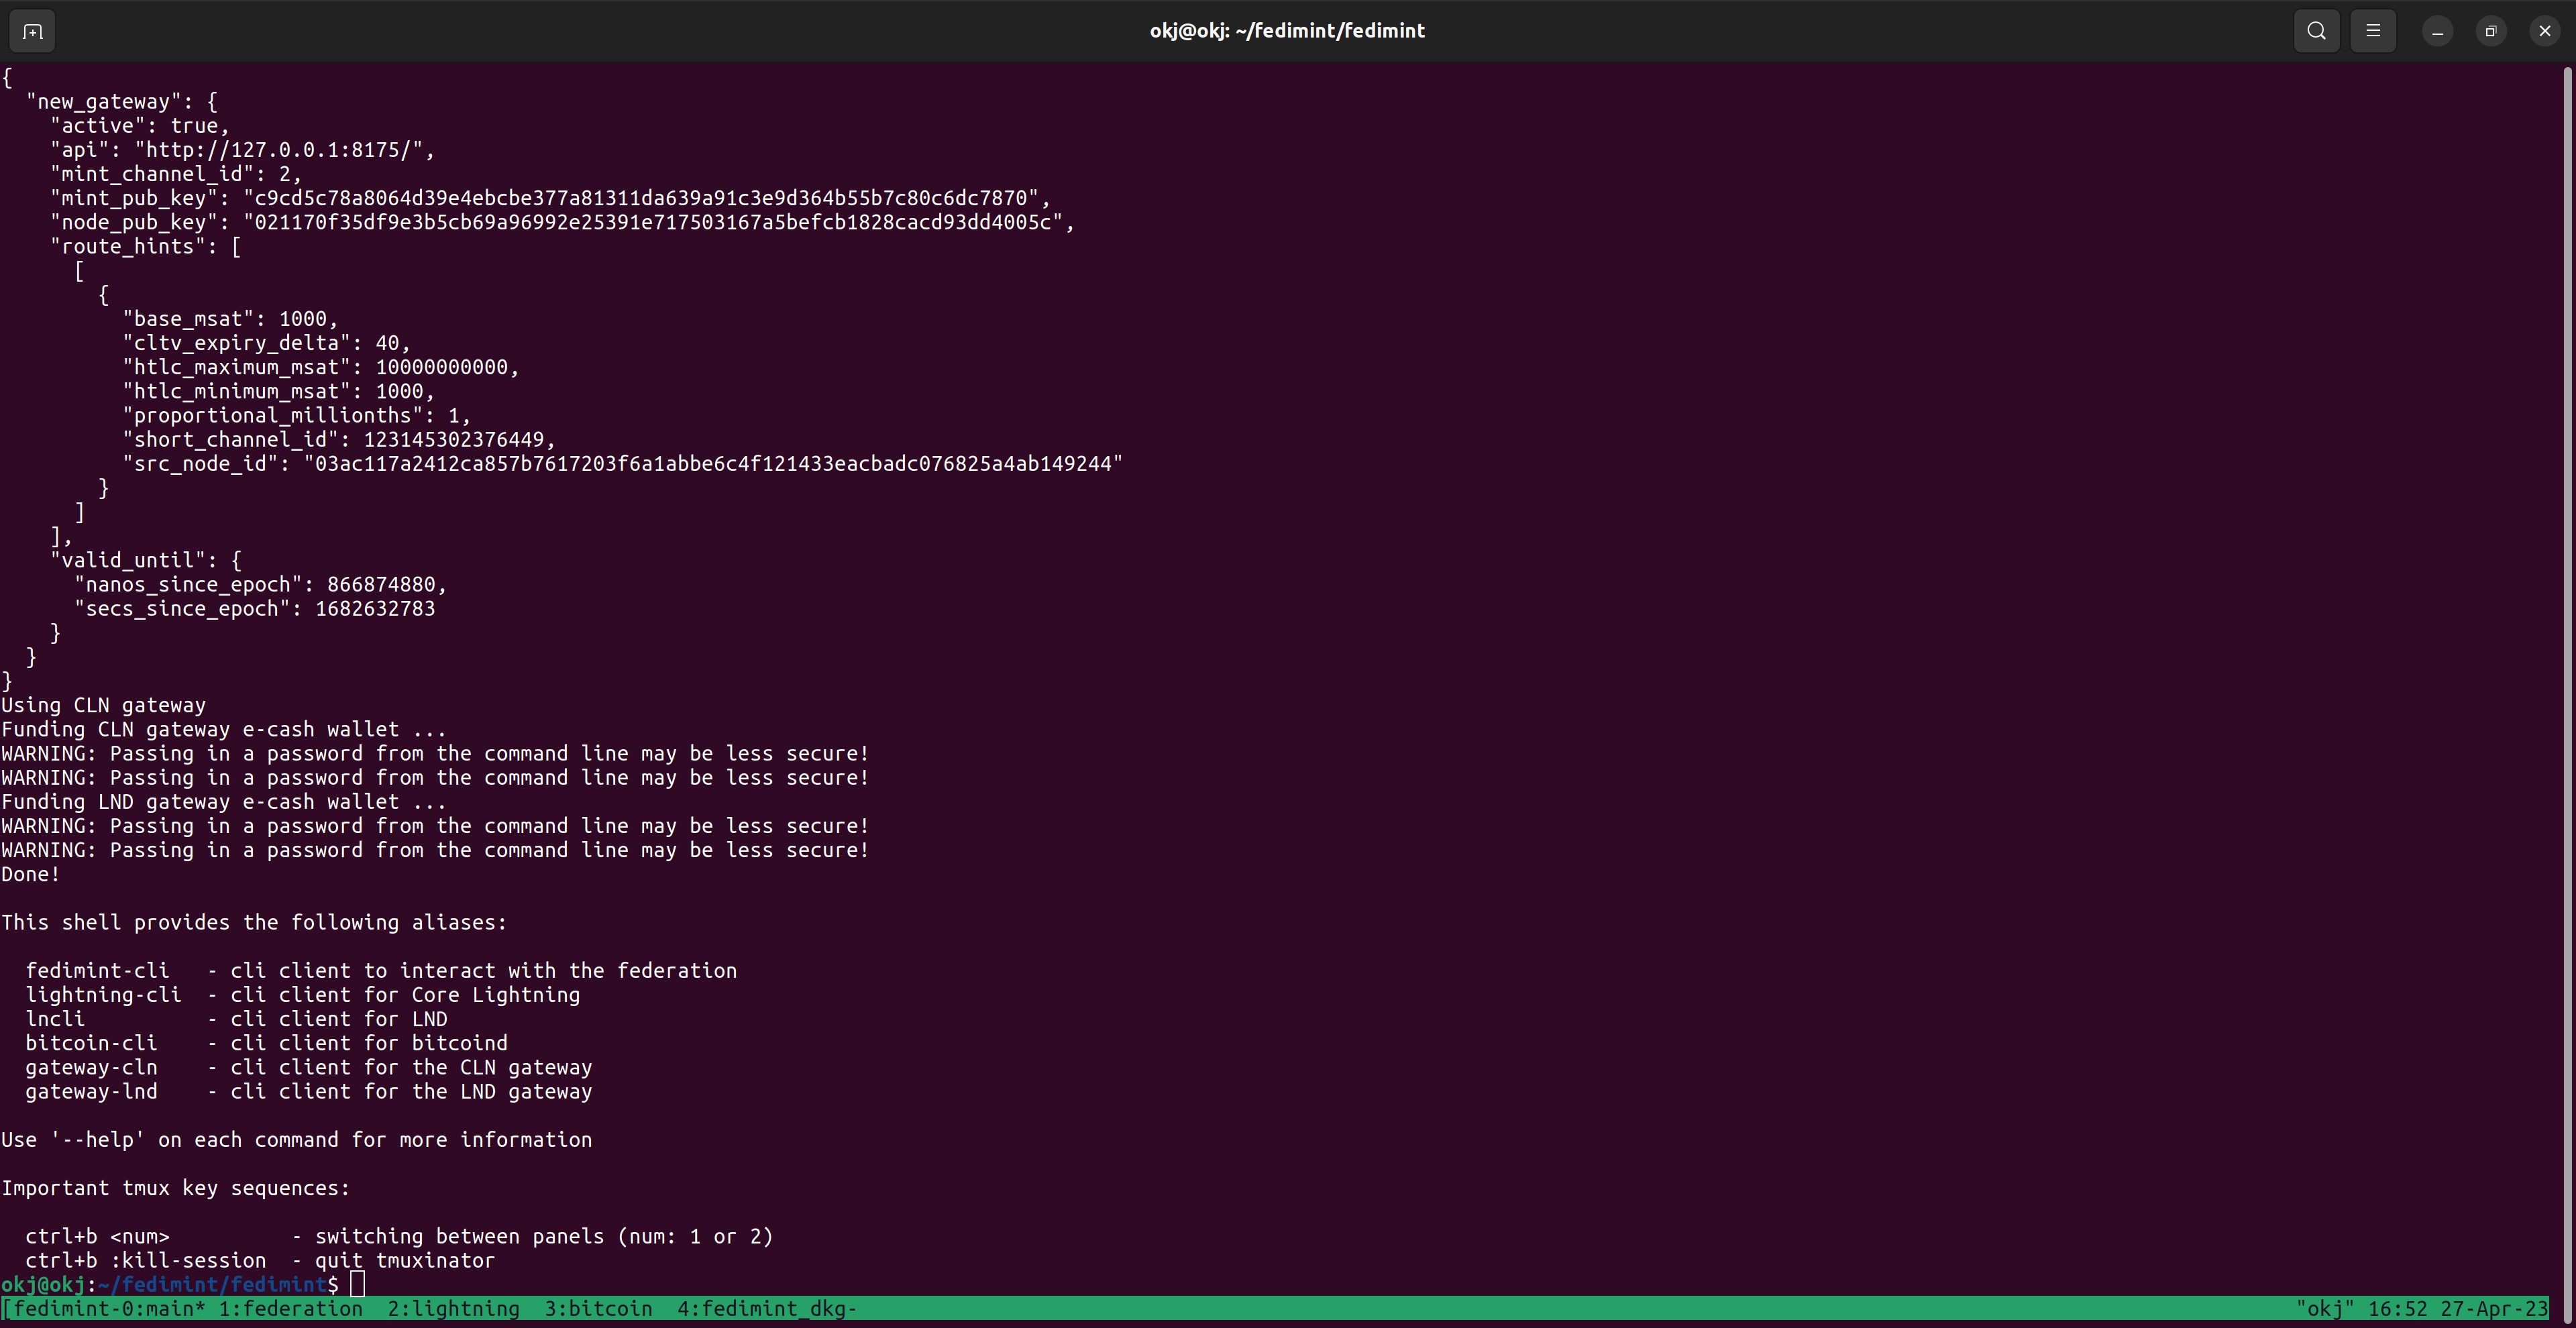 okj@okj: ~/fedimint/fedimint
{
  "new_gateway": {
    "active": true,
    "api": "http://127.0.0.1:8175/",
    "mint_channel_id": 2,
    "mint_pub_key": "c9cd5c78a8064d39e4ebcbe377a81311da639a91c3e9d364b55b7c80c6dc7870",
    "node_pub_key": "021170f35df9e3b5cb69a96992e25391e717503167a5befcb1828cacd93dd4005c",
    "route_hints": [
      [
        {
          "base_msat": 1000,
          "cltv_expiry_delta": 40,
          "htlc_maximum_msat": 10000000000,
          "htlc_minimum_msat": 1000,
          "proportional_millionths": 1,
          "short_channel_id": 123145302376449,
          "src_node_id": "03ac117a2412ca857b7617203f6a1abbe6c4f121433eacbadc076825a4ab149244"
        }
      ]
    ],
    "valid_until": {
      "nanos_since_epoch": 866874880,
      "secs_since_epoch": 1682632783
    }
  }
}
Using CLN gateway
Funding CLN gateway e-cash wallet ...
WARNING: Passing in a password from the command line may be less secure!
WARNING: Passing in a password from the command line may be less secure!
Funding LND gateway e-cash wallet ...
WARNING: Passing in a password from the command line may be less secure!
WARNING: Passing in a password from the command line may be less secure!
Done!

This shell provides the following aliases:

  fedimint-cli   - cli client to interact with the federation
  lightning-cli  - cli client for Core Lightning
  lncli          - cli client for LND
  bitcoin-cli    - cli client for bitcoind
  gateway-cln    - cli client for the CLN gateway
  gateway-lnd    - cli client for the LND gateway

Use '--help' on each command for more information

Important tmux key sequences:

  ctrl+b <num>          - switching between panels (num: 1 or 2)
  ctrl+b :kill-session  - quit tmuxinator
okj@okj:~/fedimint/fedimint$
[fedimint-0:main* 1:federation  2:lightning  3:bitcoin  4:fedimint_dkg- "okj" 16:52 27-Apr-23